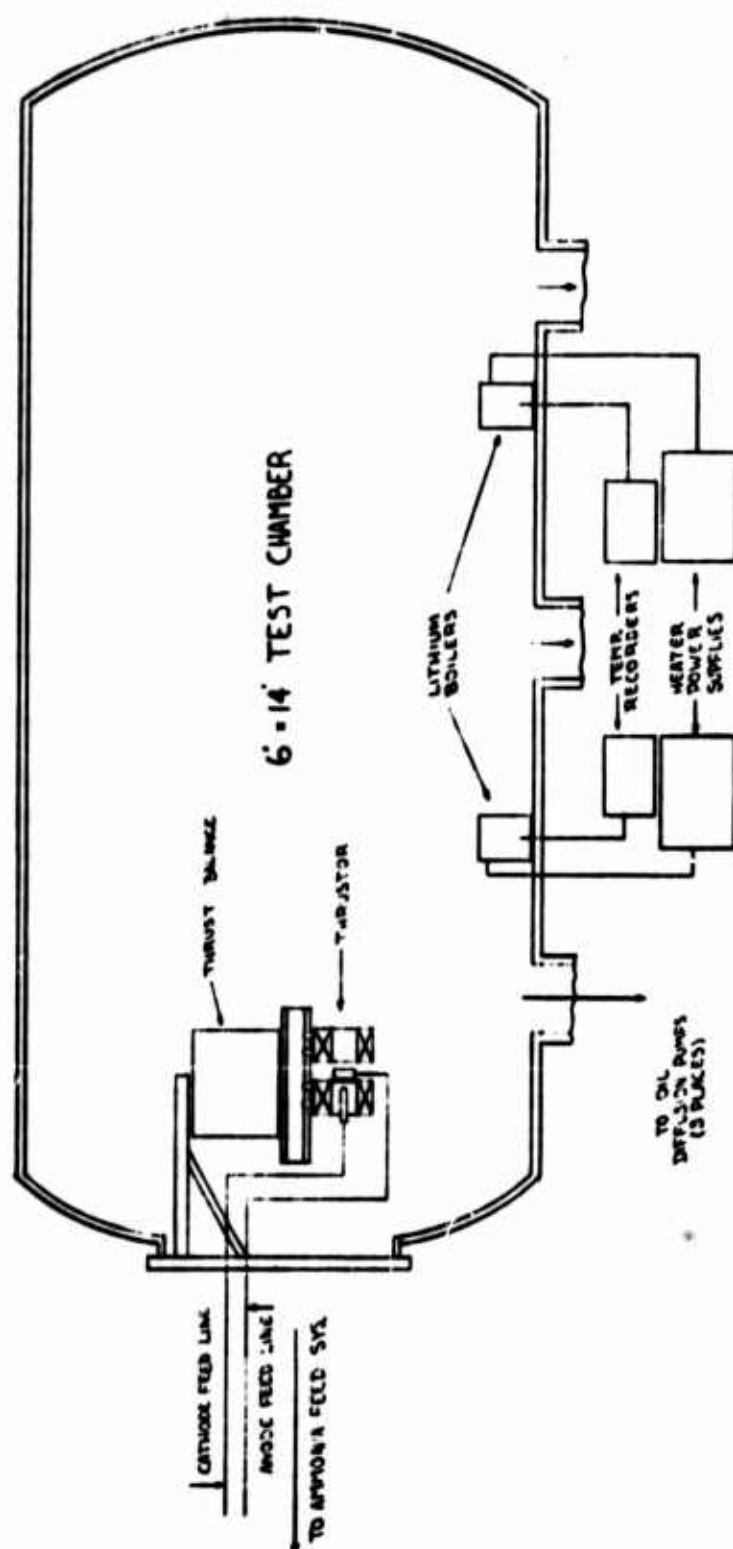 6' × 14' TEST CHAMBER
THRUST BALANCE
THRUSTOR
LITHIUM
BOILERS
TEMP.
RECORDERS
HEATER
POWER
SUPPLIES
TO OIL
DIFFUSION PUMPS
(3 PLACES)
CATHODE FEED LINE
ANODE FEED LINE
TO AMMONIA FEED SYS.